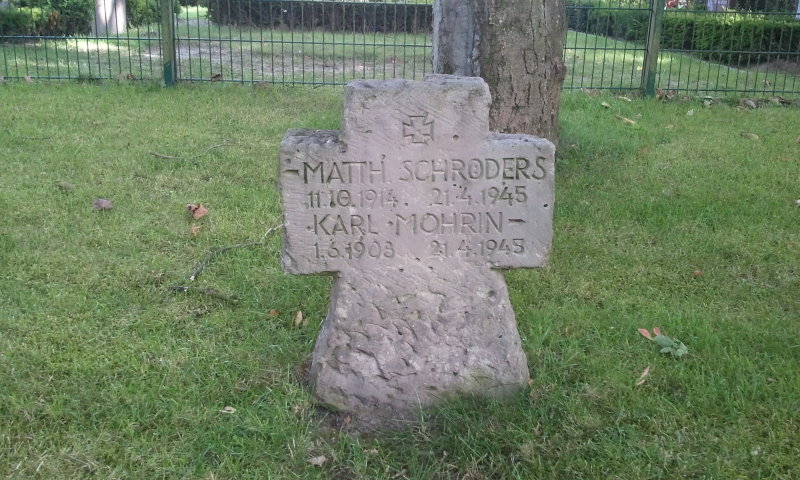 -MATTH. SCHRÖDERS
11.10.1914. 21.4.1945
·KARL·MOHRIN-
1.6.1908 21.4.1945